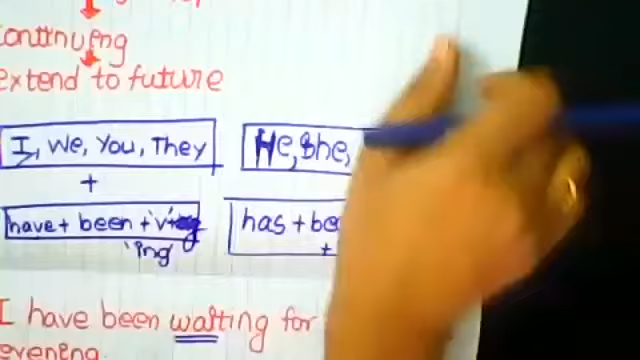 continuing
extend to future
I, We, You, They
He, She,
+
have + been + v+
has + be
'ing'
+
I have been waiting for
evening.